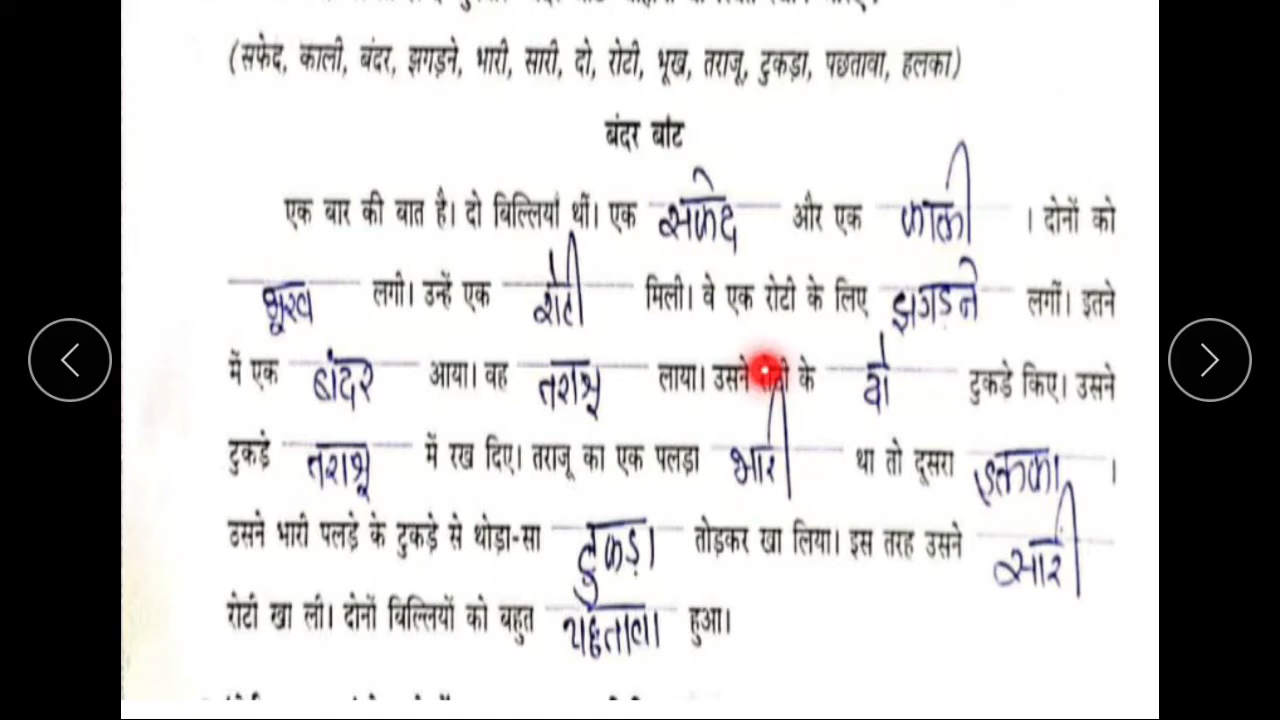 (सफेद, काली, बंदर, झगड़ने, भारी, सारी, दो, रोटी, भूख, तराजू, टुकड़ा, पछतावा, हलका)
बंदर बांट
एक बार की बात है। दो बिल्लियां थीं। एक सफेद और एक काली । दोनों को
भूख लगी। उन्हें एक रोटी मिली। वे एक रोटी के लिए झगड़ने लगीं। इतने
में एक बांदर आया। वह तराजू लाया। उसने के दो टुकड़े किए। उसने
टुकड़े तराजू में रख दिए। तराजू का एक पलड़ा भारी था तो दूसरा हलका ।
उसने भारी पलड़े के टुकड़े से थोड़ा-सा टुकड़ा तोड़कर खा लिया। इस तरह उसने सारी
रोटी खा ली। दोनों बिल्लियों को बहुत पछतावा हुआ।